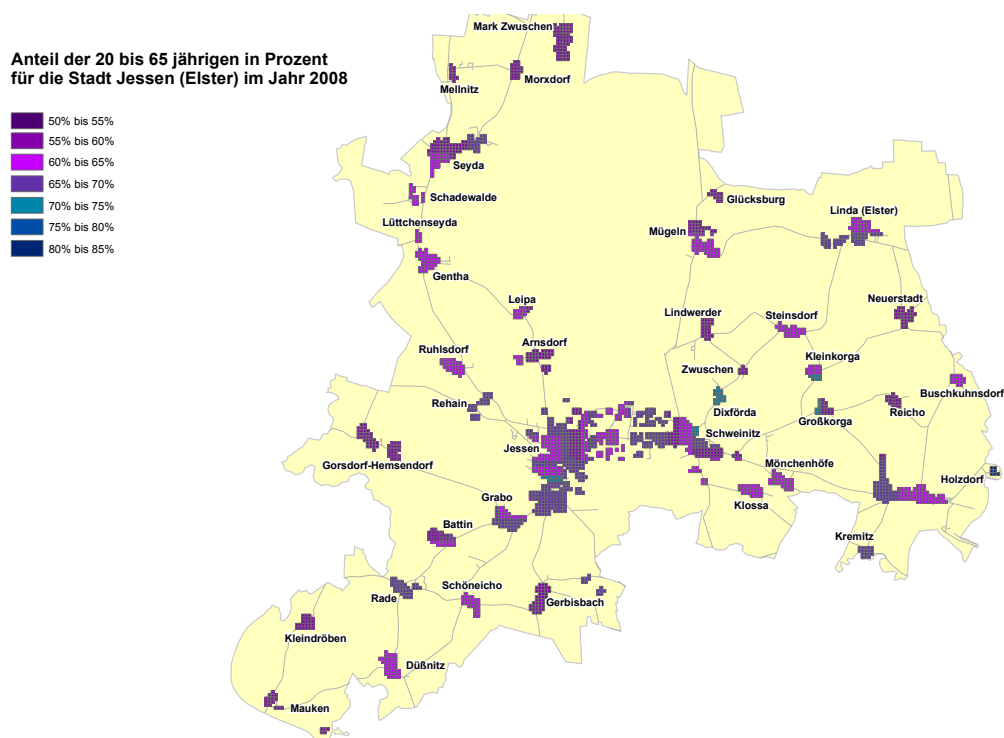 Anteil der 20 bis 65 jährigen in Prozent
für die Stadt Jessen (Elster) im Jahr 2008
50% bis 55%
55% bis 60%
60% bis 65%
65% bis 70%
70% bis 75%
75% bis 80%
80% bis 85%
Mark Zwuschen
Mellnitz
Morxdorf
Seyda
Schadewalde
Glücksburg
Lüttchenseyda
Mügeln
Linda (Elster)
Gentha
Leipa
Lindwerder
Steinsdorf
Neuerstadt
Ruhlsdorf
Arnsdorf
Zwuschen
Kleinkorga
Buschkuhnsdorf
Rehain
Dixförda
Großkorga
Reicho
Jessen
Schweinitz
Gorsdorf-Hemsendorf
Mönchenhöfe
Holzdorf
Grabo
Klossa
Battin
Kremitz
Rade
Schöneicho
Gerbisbach
Kleindröben
Düßnitz
Mauken